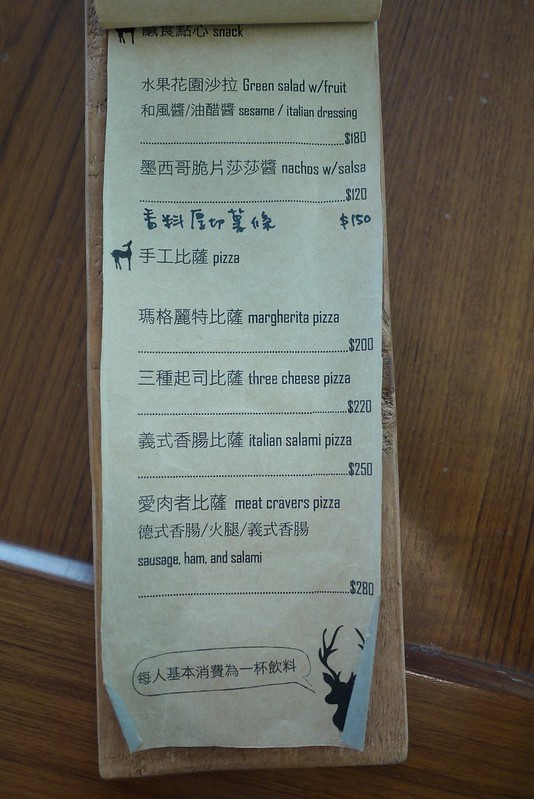 鹹食點心 snack
水果花園沙拉 Green salad w/fruit
和風醬/油醋醬 sesame / italian dressing
$180
墨西哥脆片莎莎醬 nachos w/salsa
$120
香料厚切薯條 $150
手工比薩 pizza
瑪格麗特比薩 margherita pizza
$200
三種起司比薩 three cheese pizza
$220
義式香腸比薩 italian salami pizza
$250
愛肉者比薩 meat cravers pizza
德式香腸/火腿/義式香腸
sausage, ham, and salami
$280
每人基本消費為一杯飲料